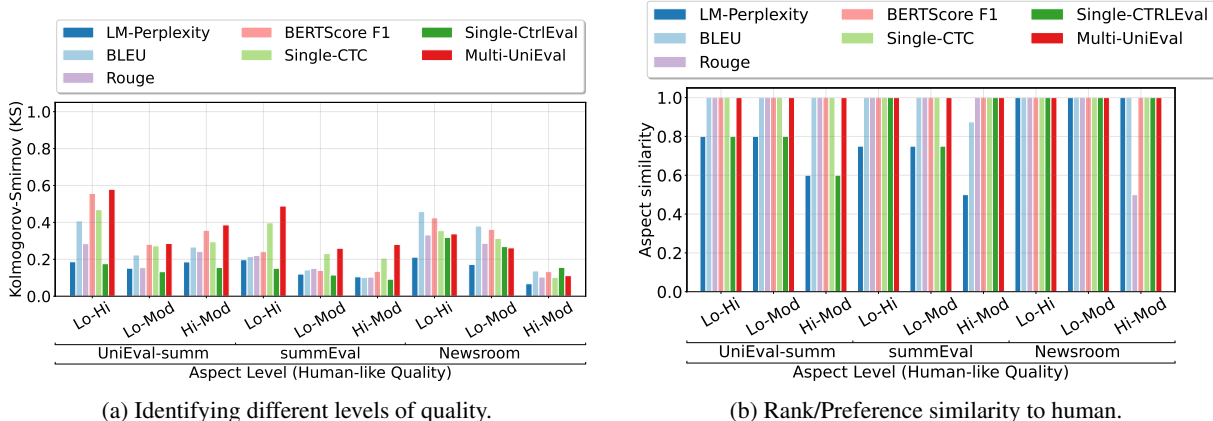 LM-Perplexity
BLEU
Rouge
BERTScore F1
Single-CTC
Single-CtrlEval
Multi-UniEval
Kolmogorov-Smirnov (KS)
1.0
0.8
0.6
0.4
0.2
0.0
Lo-Hi
Lo-Mod
Hi-Mod
Lo-Hi
Lo-Mod
Hi-Mod
Lo-Hi
Lo-Mod
Hi-Mod
UniEval-summ
summEval
Newsroom
Aspect Level (Human-like Quality)
(a) Identifying different levels of quality.
LM-Perplexity
BLEU
Rouge
BERTScore F1
Single-CTC
Single-CTRLEval
Multi-UniEval
Aspect similarity
1.0
0.8
0.6
0.4
0.2
0.0
Lo-Hi
Lo-Mod
Hi-Mod
Lo-Hi
Lo-Mod
Hi-Mod
Lo-Hi
Lo-Mod
Hi-Mod
UniEval-summ
summEval
Newsroom
Aspect Level (Human-like Quality)
(b) Rank/Preference similarity to human.